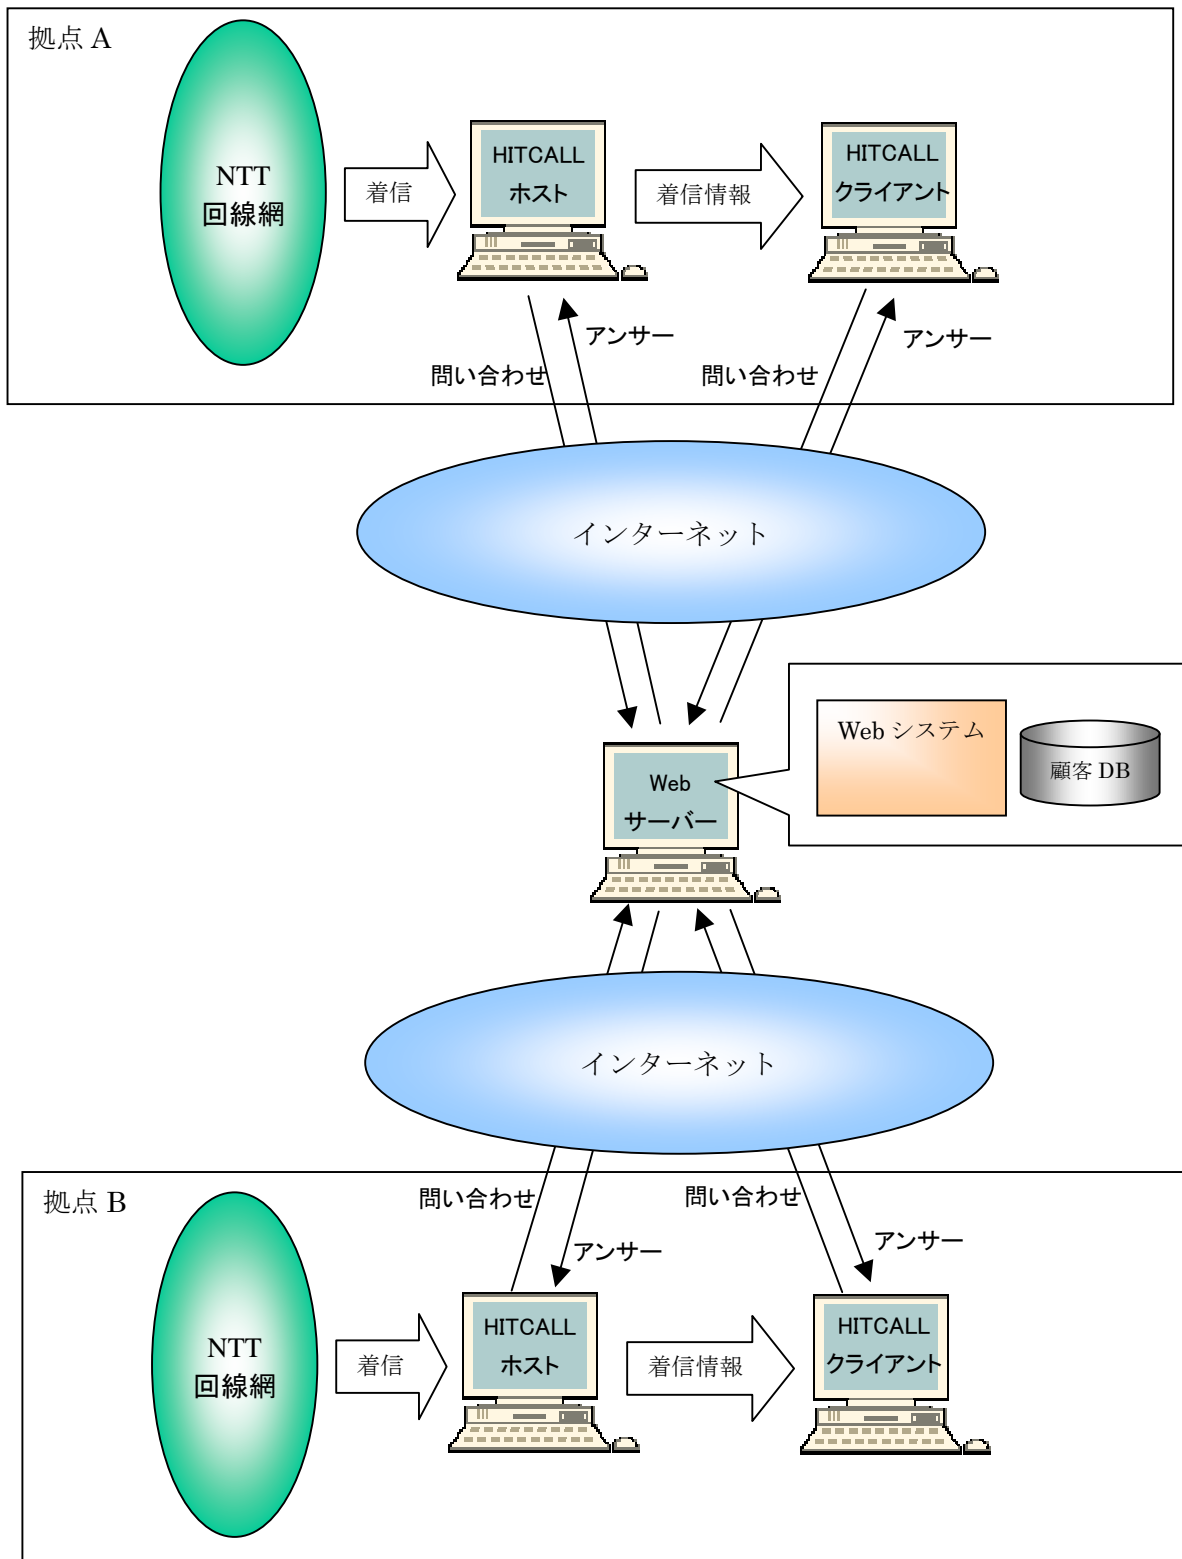 拠点 A
NTT
回線網
着信
HITCALL
ホスト
着信情報
HITCALL
クライアント
アンサー
問い合わせ
アンサー
問い合わせ
インターネット
Web
サーバー
Web システム
顧客 DB
インターネット
拠点 B
問い合わせ
アンサー
問い合わせ
アンサー
NTT
回線網
着信
HITCALL
ホスト
着信情報
HITCALL
クライアント